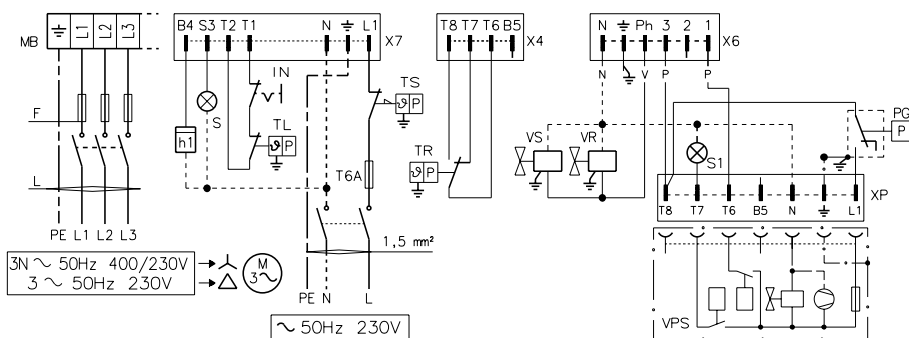 MB
L1 L2 L3
F
L
PE L1 L2 L3
3N ~ 50Hz 400/230V
3 ~ 50Hz 230V
M
3~
B4 S3 T2 T1 N L1
X7
h1
S
IN
TL
ϑ P
TS
ϑ P
T6A
1,5 mm²
PE N L
~ 50Hz 230V
T8 T7 T6 B5
X4
TR
ϑ P
N Ph 3 2 1
X6
N V P P
VS
VR
S1
PG
P
XP
T8 T7 T6 B5 N L1
VPS